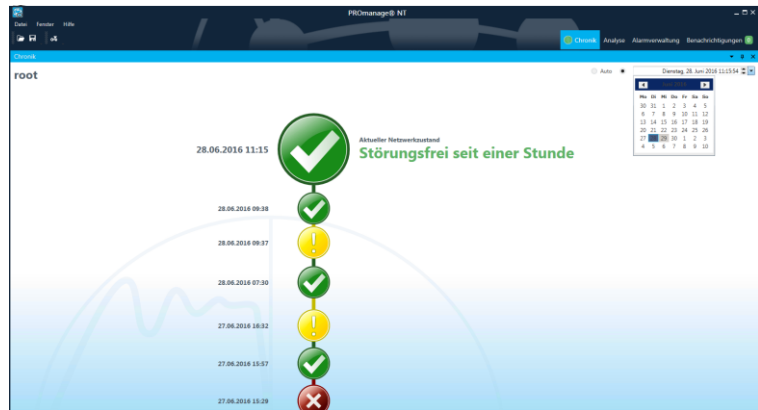 PROmanage® NT
Datei Fenster Hilfe
Chronik Analyse Alarmverwaltung Benachrichtigungen
Chronik
root
Auto
Dienstag, 28. Juni 2016 11:15:54
Mo Di Mi Do Fr Sa So
30 31 1 2 3 4 5
6 7 8 9 10 11 12
13 14 15 16 17 18 19
20 21 22 23 24 25 26
27 28 29 30 1 2 3
4 5 6 7 8 9 10
Aktueller Netzwerkzustand
28.06.2016 11:15
Störungsfrei seit einer Stunde
28.06.2016 09:38
28.06.2016 09:37
28.06.2016 07:30
27.06.2016 16:32
27.06.2016 15:57
27.06.2016 15:29